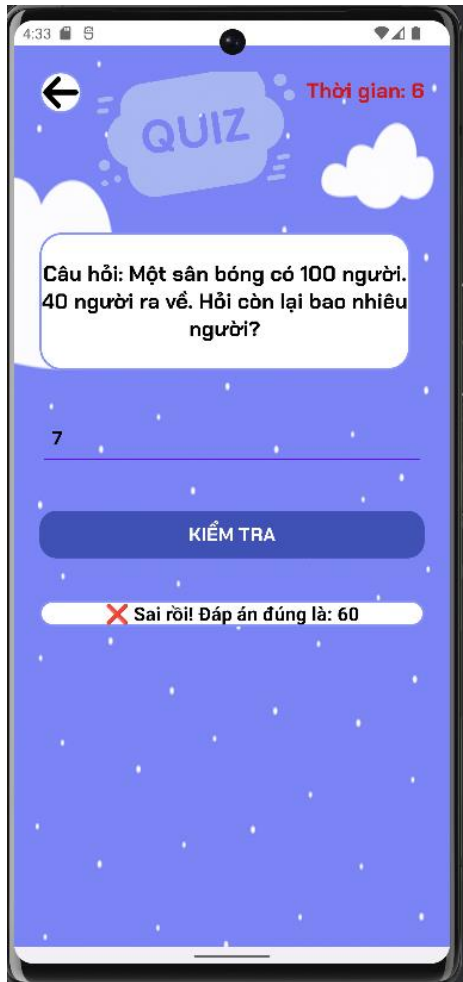 4:33
Thời gian: 6
QUIZ
Câu hỏi: Một sân bóng có 100 người.
40 người ra về. Hỏi còn lại bao nhiêu
người?
7
KIỂM TRA
❌ Sai rồi! Đáp án đúng là: 60